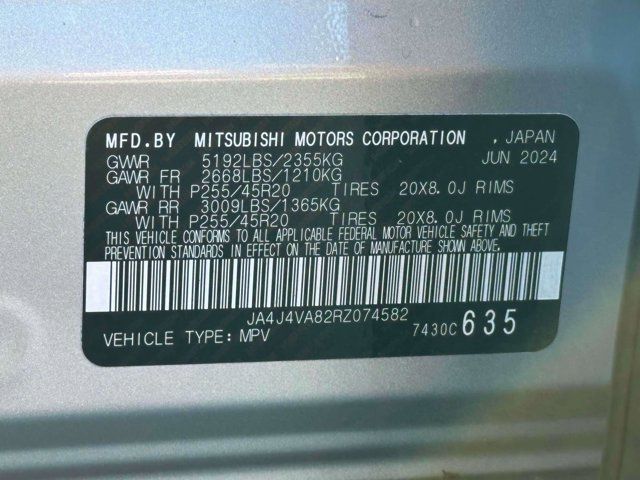 MFD.BY MITSUBISHI MOTORS CORPORATION , JAPAN
GVWR 5192LBS/2355KG JUN 2024
GAWR FR 2668LBS/1210KG
WITH P255/45R20 TIRES 20X8.0J RIMS
GAWR RR 3009LBS/1365KG
WITH P255/45R20 TIRES 20X8.0J RIMS
THIS VEHICLE CONFORMS TO ALL APPLICABLE FEDERAL MOTOR VEHICLE SAFETY AND THEFT
PREVENTION STANDARDS IN EFFECT ON THE DATE OF MANUFACTURE SHOWN ABOVE.
JA4J4VA82RZ074582
VEHICLE TYPE: MPV 7430C 635